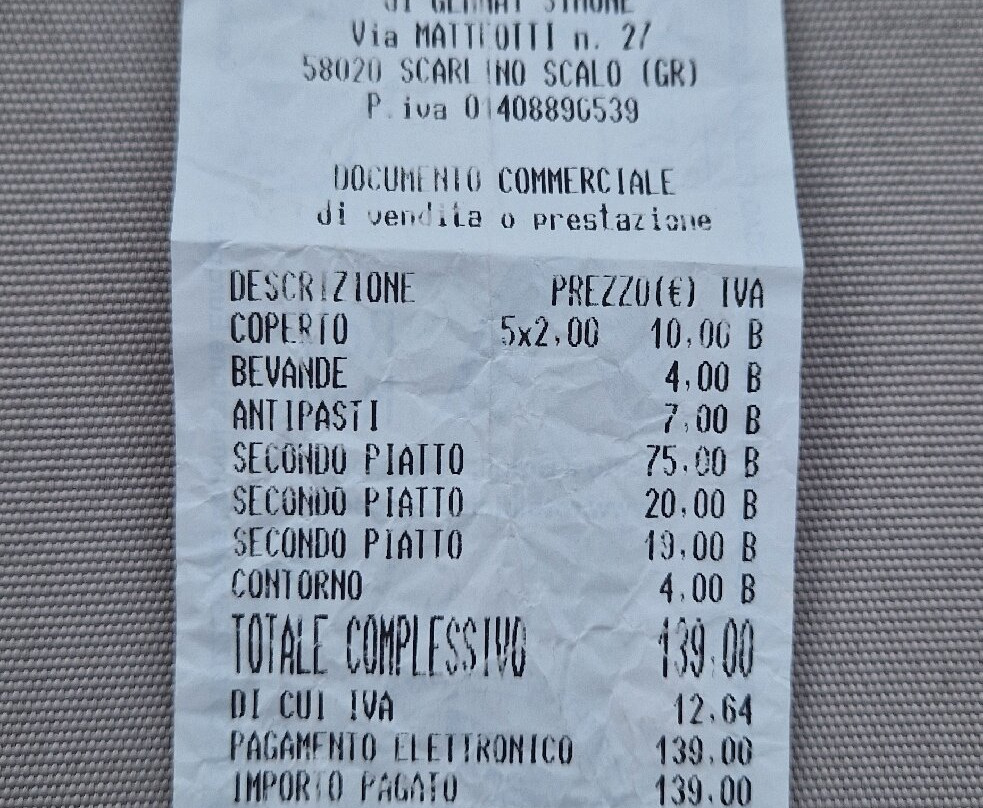 Via MATTEOTTI n. 27
58020 SCARLINO SCALO (GR)
P.iva 01408890539
DOCUMENTO COMMERCIALE
di vendita o prestazione
DESCRIZIONE PREZZO(€) IVA
COPERTO 5x2,00 10,00 B
BEVANDE 4,00 B
ANTIPASTI 7,00 B
SECONDO PIATTO 75,00 B
SECONDO PIATTO 20,00 B
SECONDO PIATTO 19,00 B
CONTORNO 4,00 B
TOTALE COMPLESSIVO 139,00
DI CUI IVA 12,64
PAGAMENTO ELETTRONICO 139,00
IMPORTO PAGATO 139,00